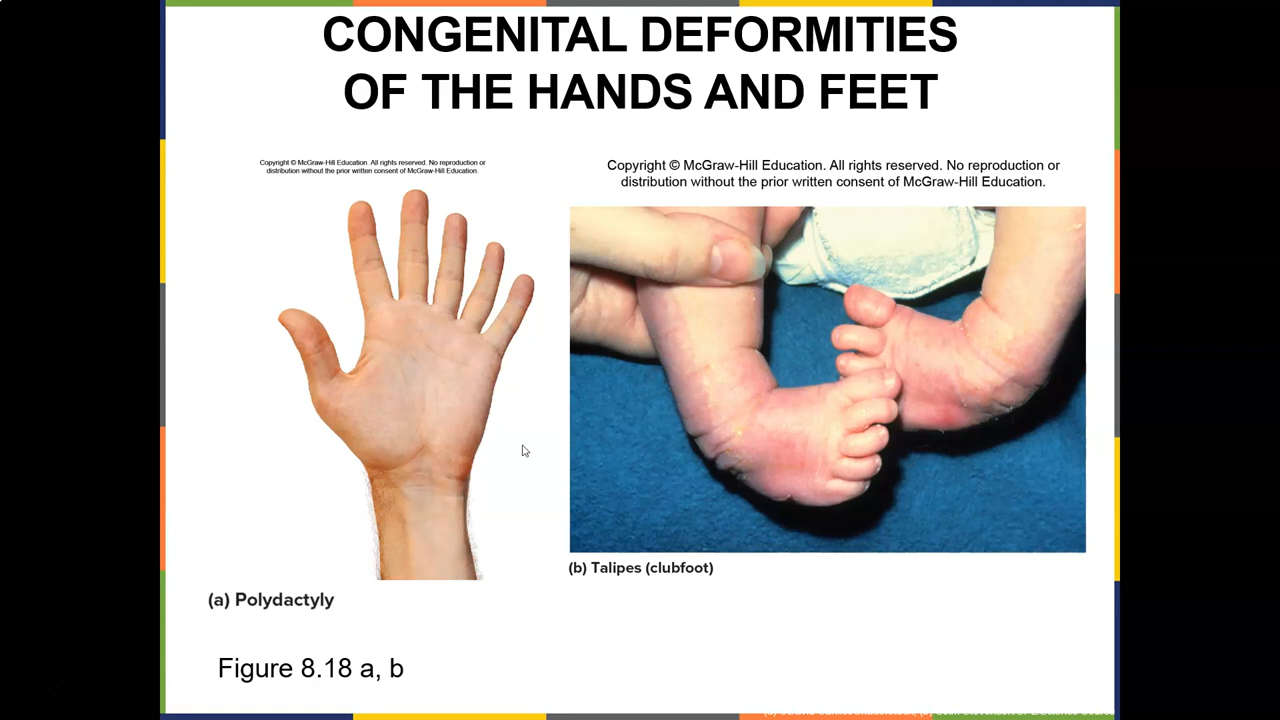 CONGENITAL DEFORMITIES
OF THE HANDS AND FEET
Copyright © McGraw-Hill Education. All rights reserved. No reproduction or
distribution without the prior written consent of McGraw-Hill Education.
Copyright © McGraw-Hill Education. All rights reserved. No reproduction or
distribution without the prior written consent of McGraw-Hill Education.
(b) Talipes (clubfoot)
(a) Polydactyly
Figure 8.18 a, b